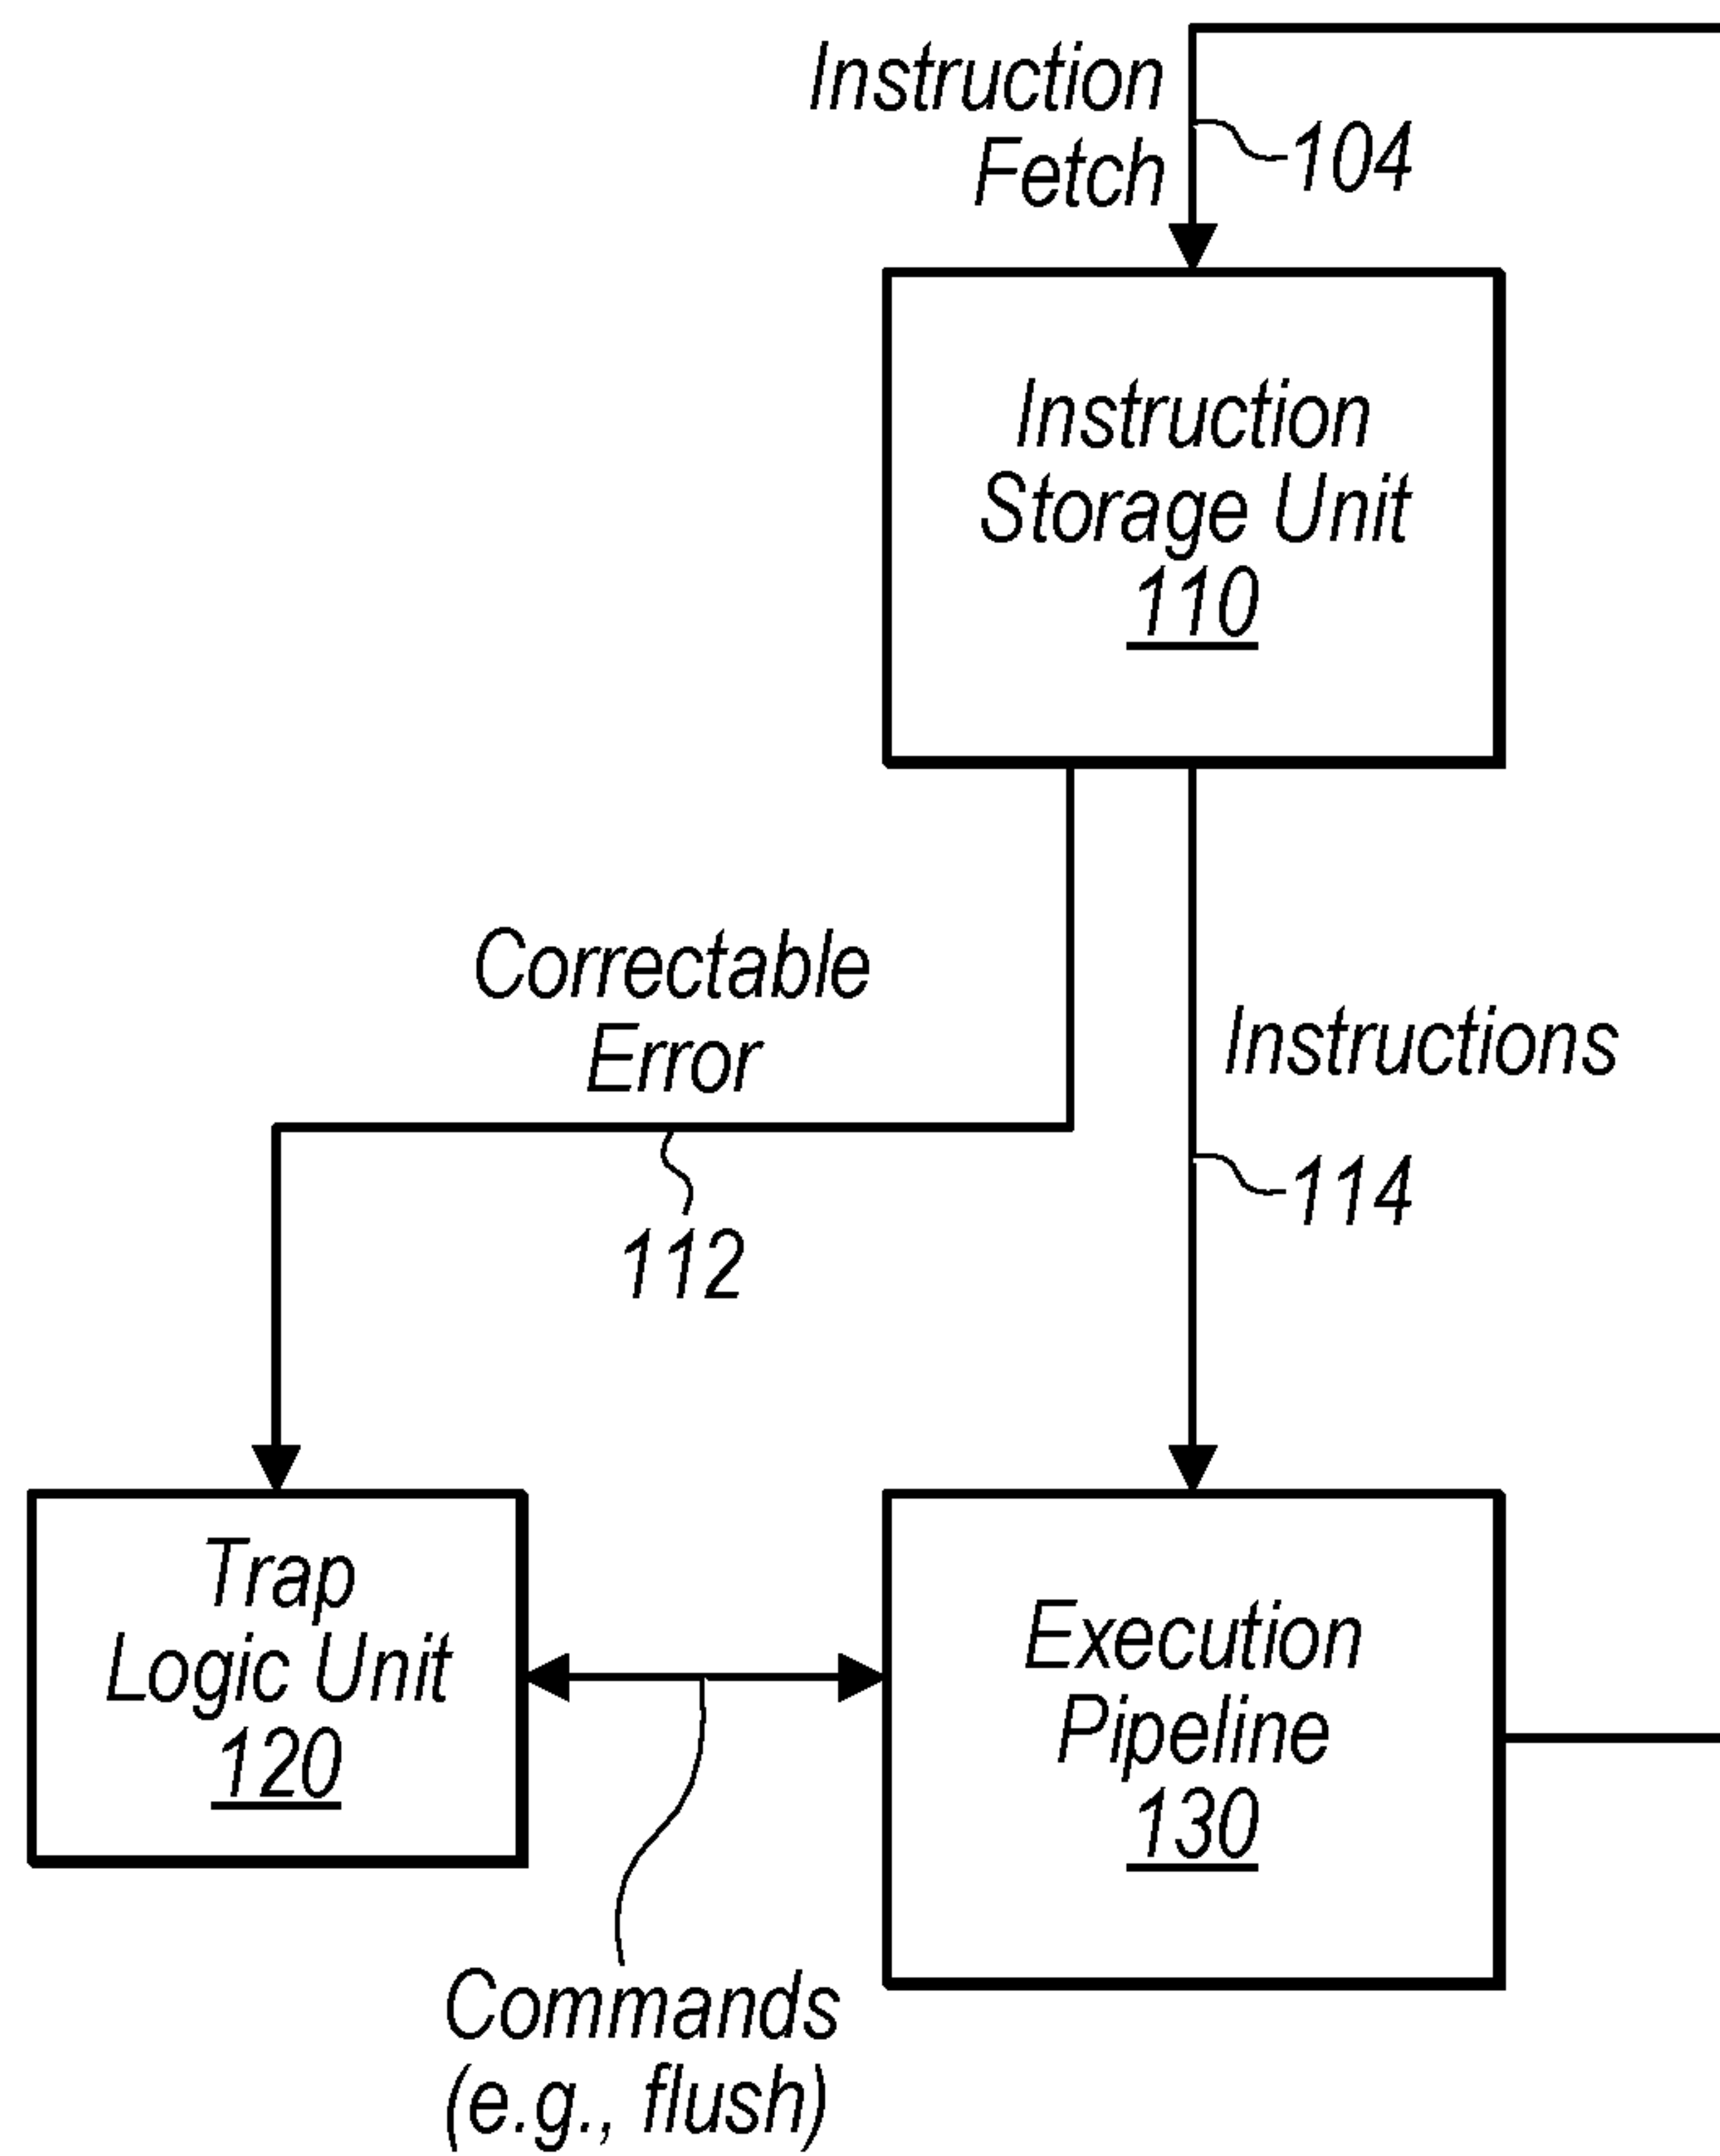 Instruction
Fetch
104
Instruction
Storage Unit
110
Correctable
Error
Instructions
114
112
Trap
Logic Unit
120
Execution
Pipeline
130
Commands
(e.g., flush)